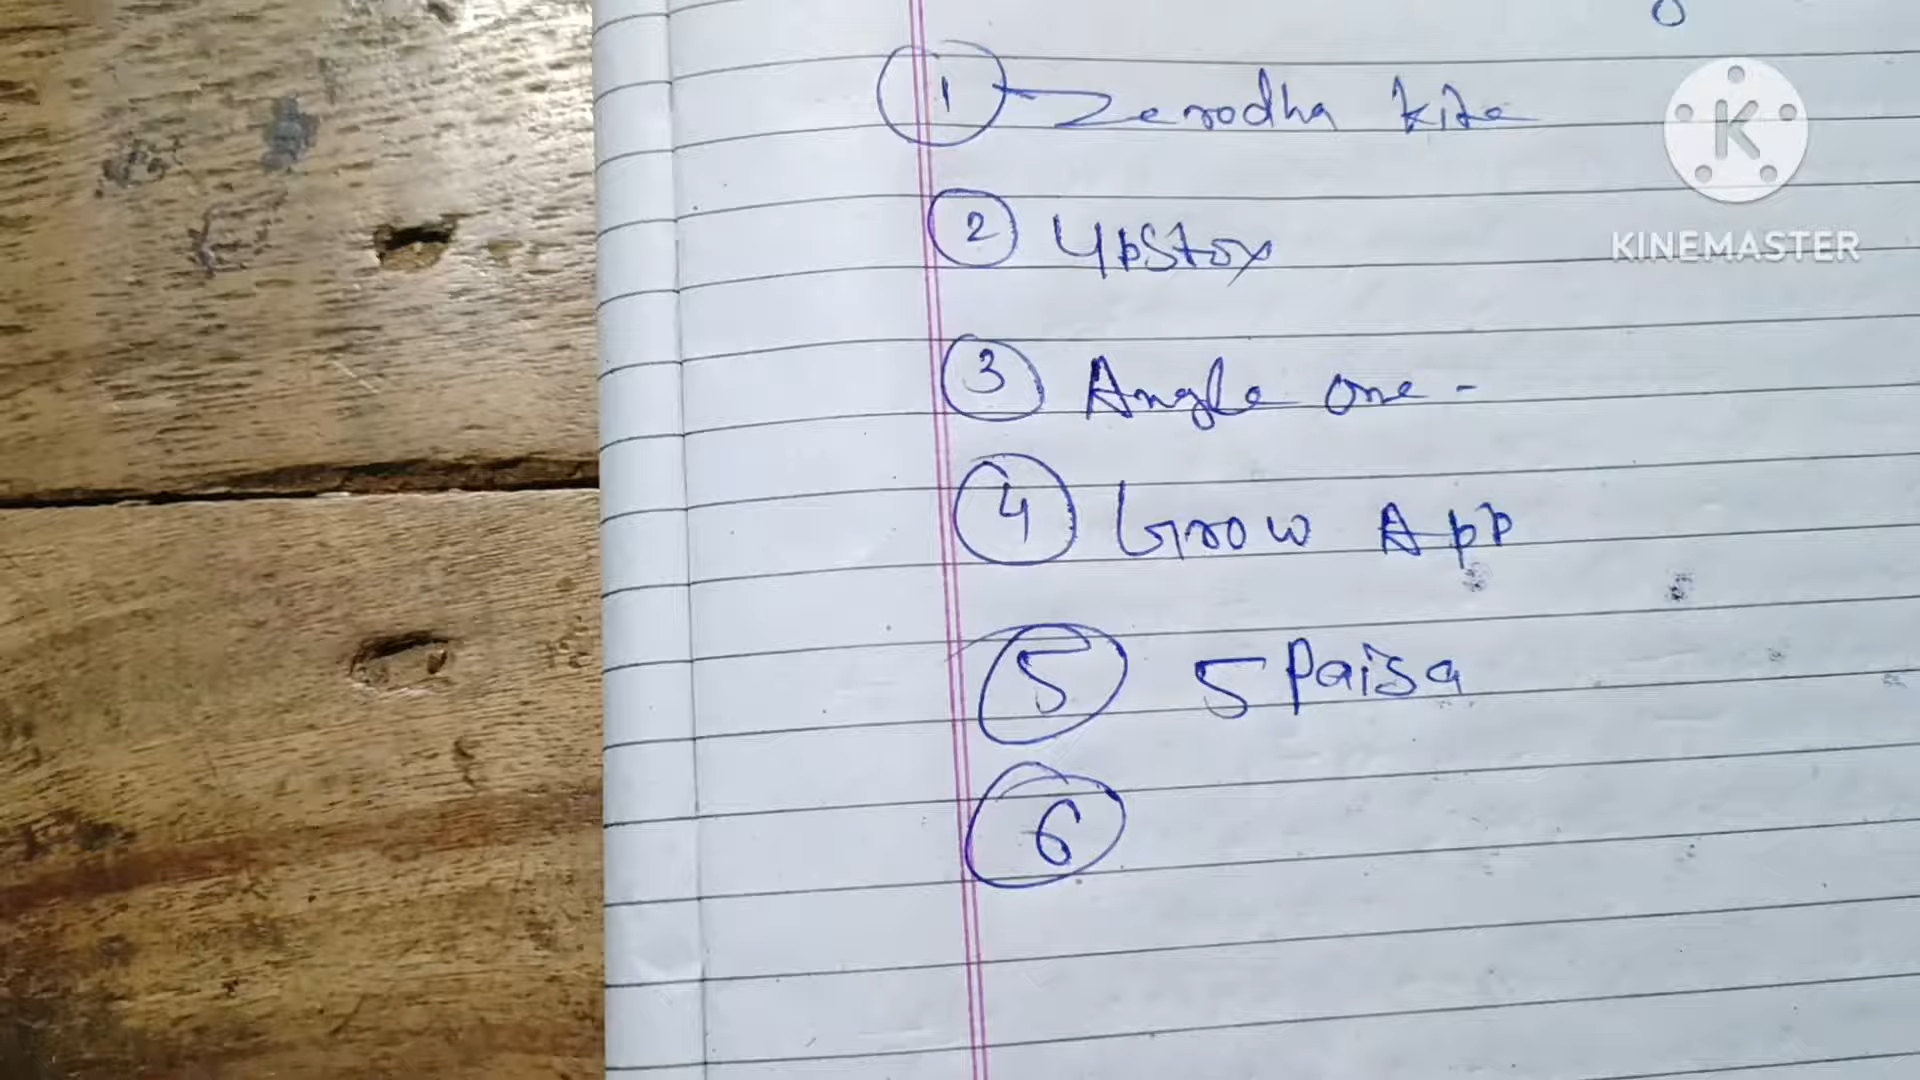 1 Zerodha kite
2 Upstox
3 Angle one -
4 Grow App
5 5 Paisa
6
K
KINEMASTER